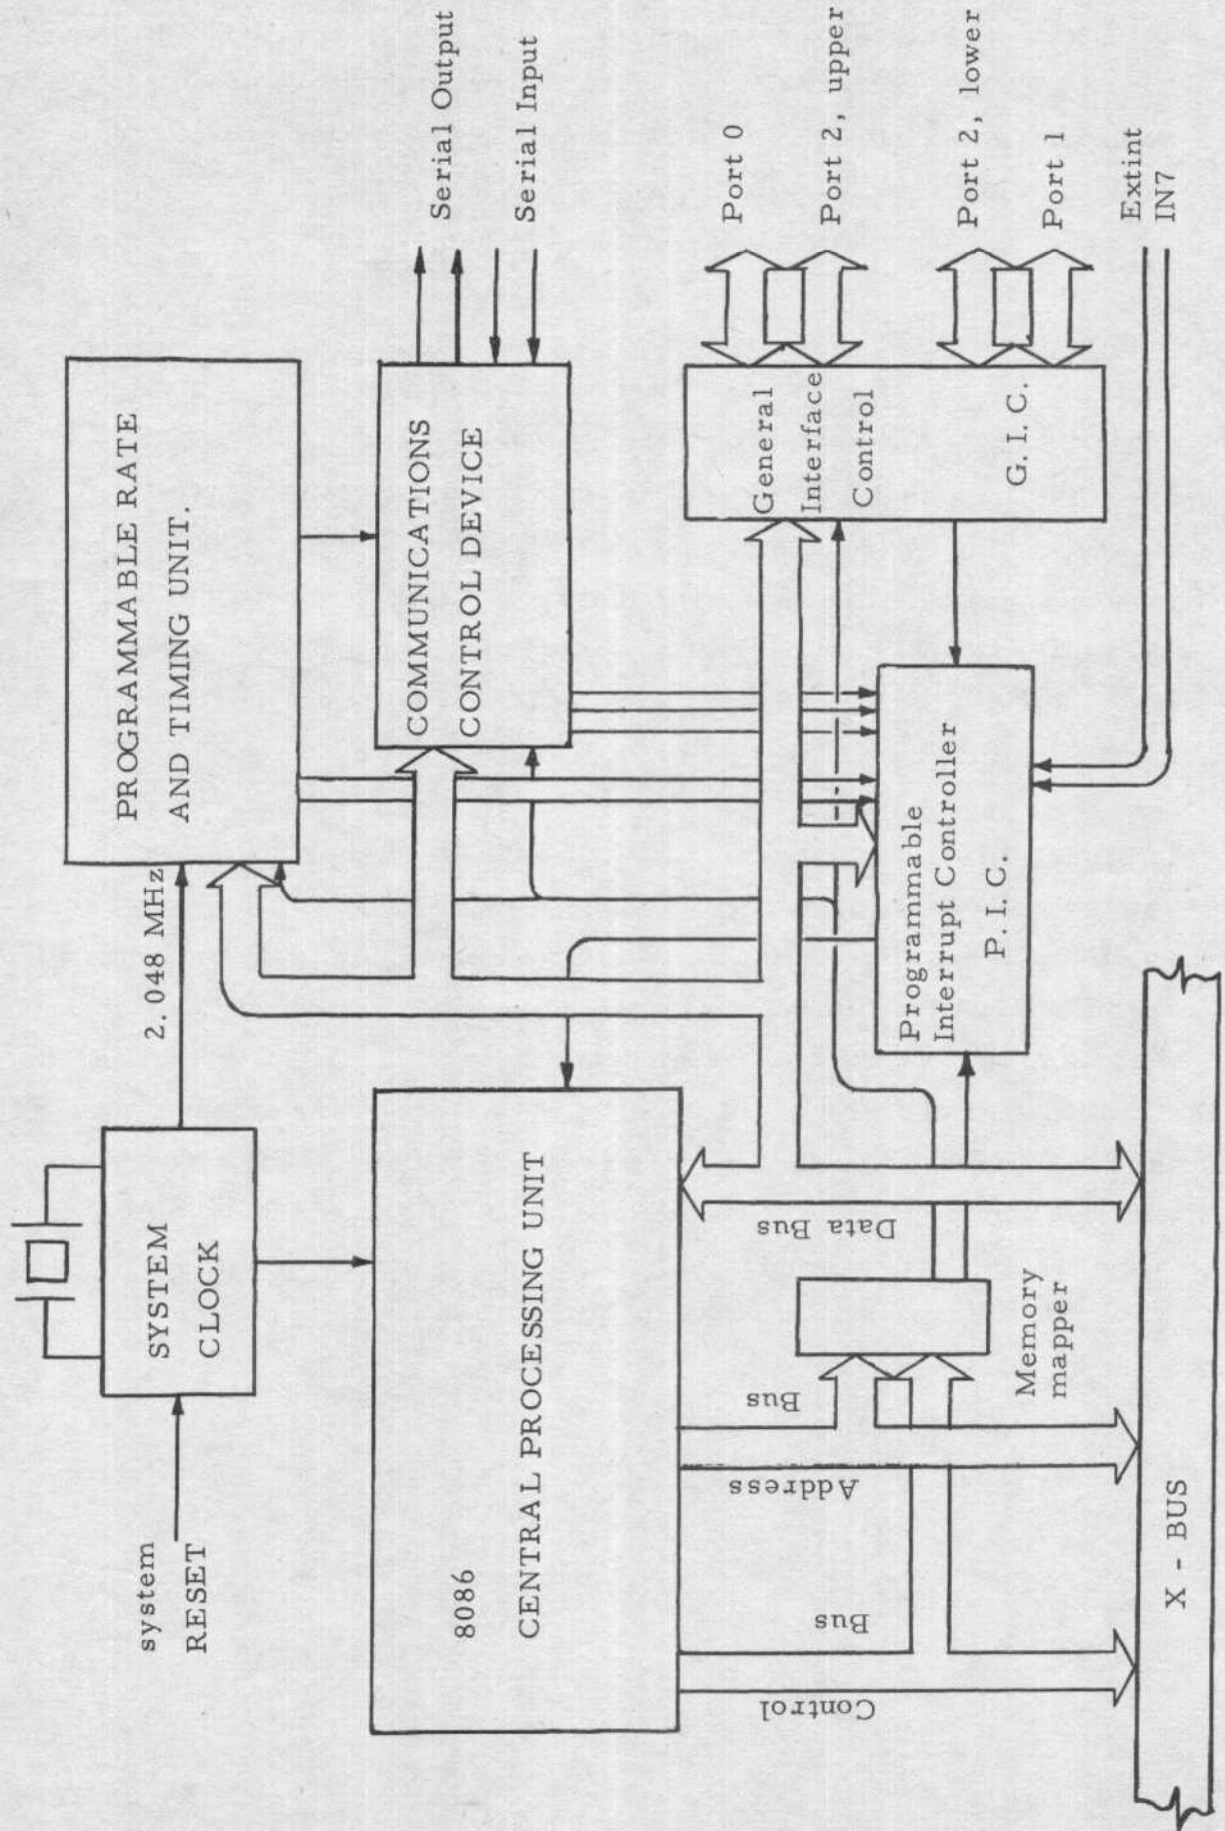 system
RESET
SYSTEM
CLOCK
2.048 MHz
PROGRAMMABLE RATE
AND TIMING UNIT.
8086
CENTRAL PROCESSING UNIT
COMMUNICATIONS
CONTROL DEVICE
Serial Output
Serial Input
General
Interface
Control
G. I. C.
Port 0
Port 2, upper
Port 2, lower
Port 1
Extint
IN7
Programmable
Interrupt Controller
P. I. C.
Memory
mapper
Control
Bus
Address
Bus
Data Bus
X - BUS